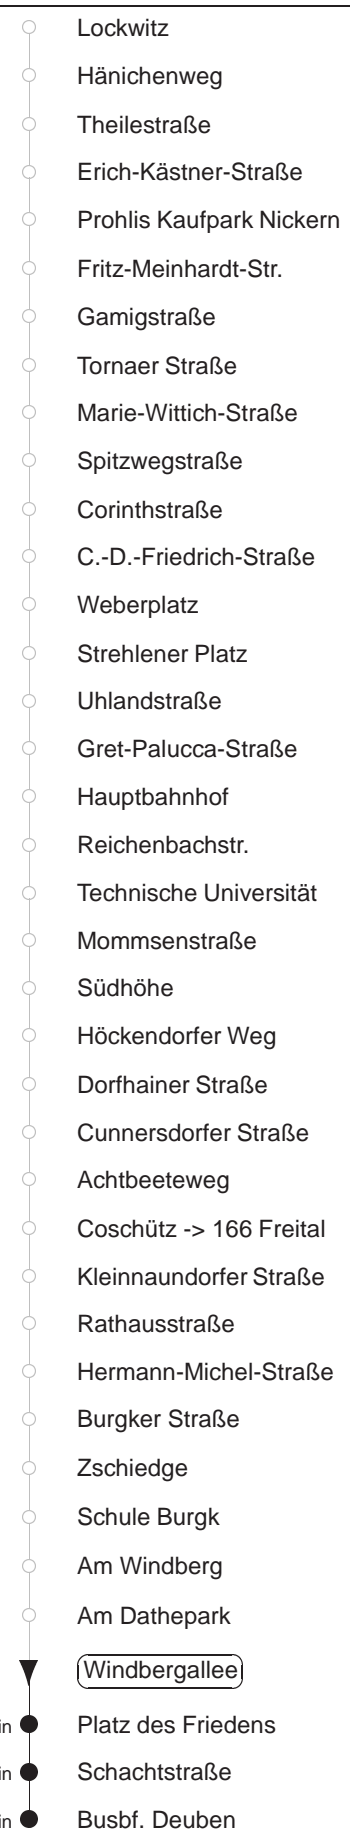 Lockwitz
Hänichenweg
Theilestraße
Erich-Kästner-Straße
Prohlis Kaufpark Nickern
Fritz-Meinhardt-Str.
Gamigstraße
Tornaer Straße
Marie-Wittich-Straße
Spitzwegstraße
Corinthstraße
C.-D.-Friedrich-Straße
Weberplatz
Strehlener Platz
Uhlandstraße
Gret-Palucca-Straße
Hauptbahnhof
Reichenbachstr.
Technische Universität
Mommsenstraße
Südhöhe
Höckendorfer Weg
Dorfhainer Straße
Cunnersdorfer Straße
Achtbeeteweg
Coschütz -> 166 Freital
Kleinnaundorfer Straße
Rathausstraße
Hermann-Michel-Straße
Burgker Straße
Zschiedge
Schule Burgk
Am Windberg
Am Dathepark
Windbergallee
Platz des Friedens
Schachtstraße
Busbf. Deuben